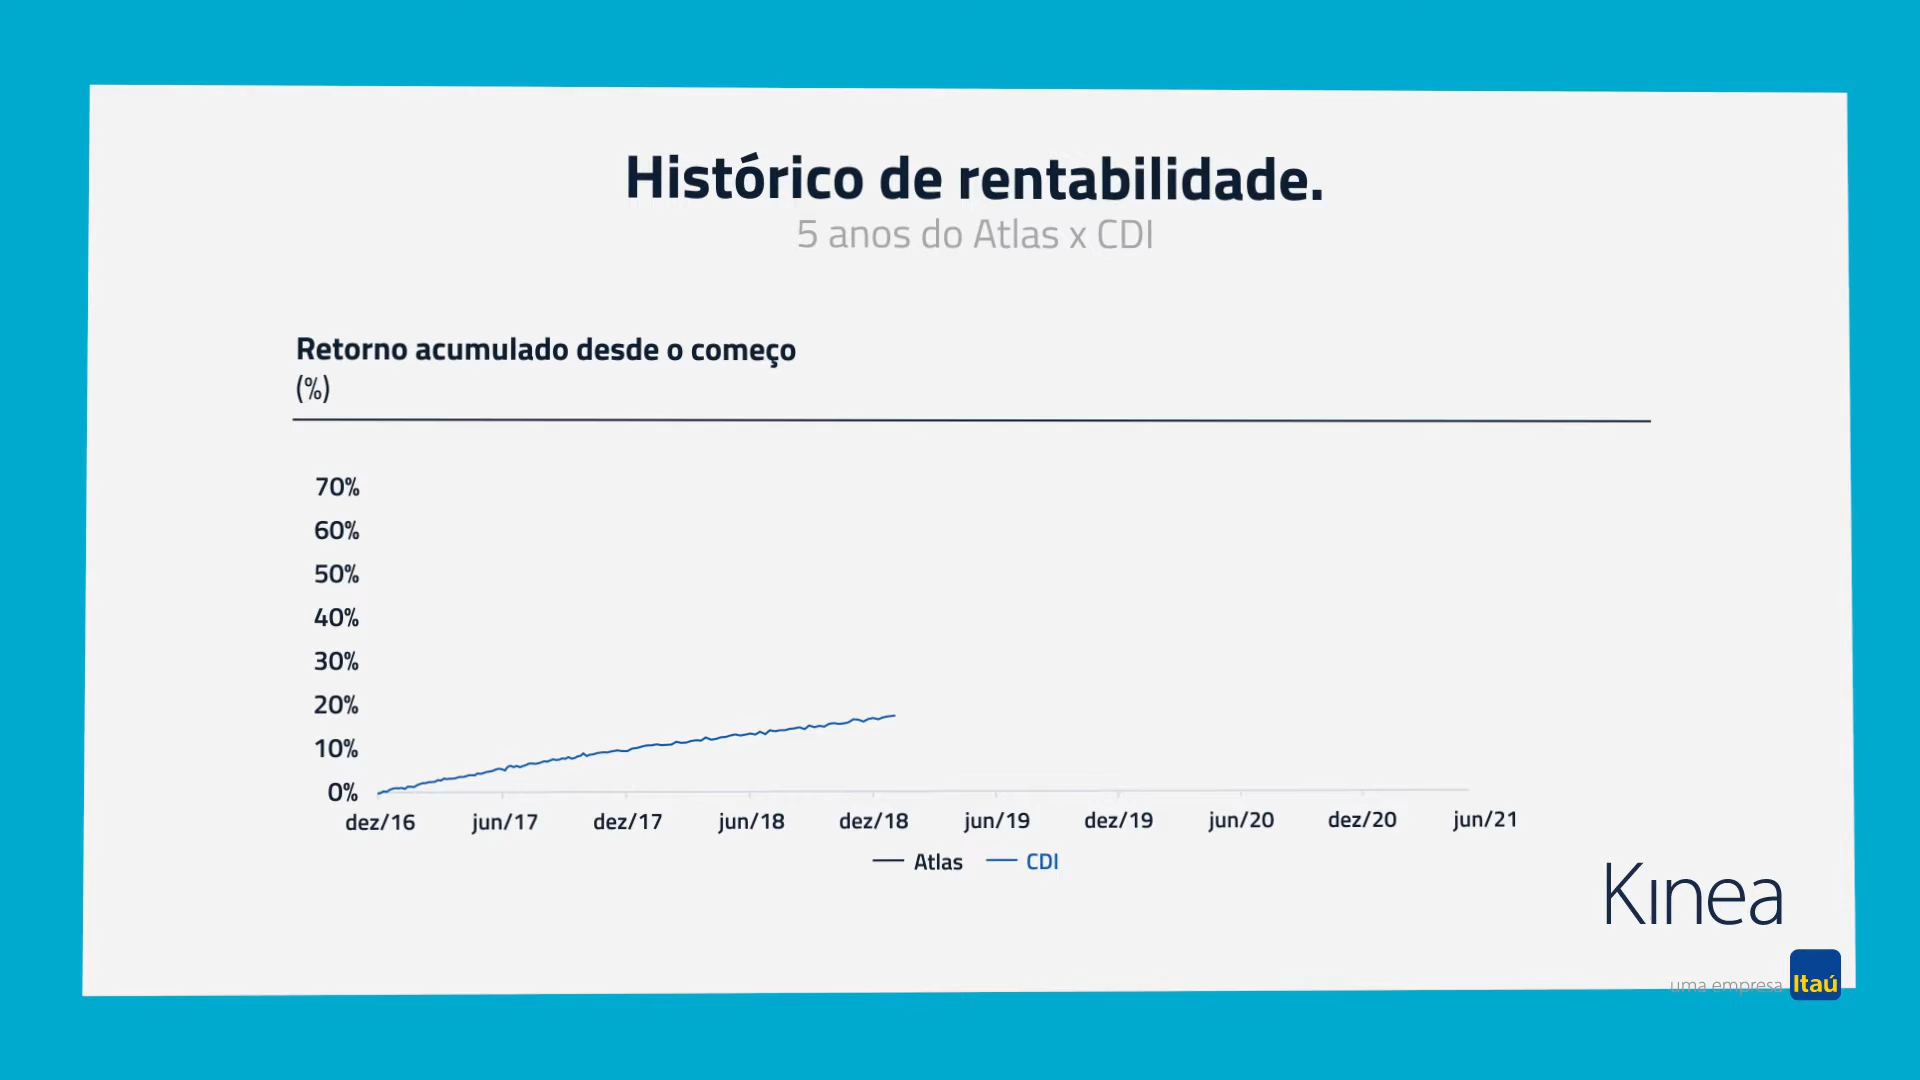 Histórico de rentabilidade.
5 anos do Atlas x CDI
Retorno acumulado desde o começo
(%)
70%
60%
50%
40%
30%
20%
10%
0%
dez/16 jun/17 dez/17 jun/18 dez/18 jun/19 dez/19 jun/20 dez/20 jun/21
Atlas CDI
Kinea
uma empresa Itaú